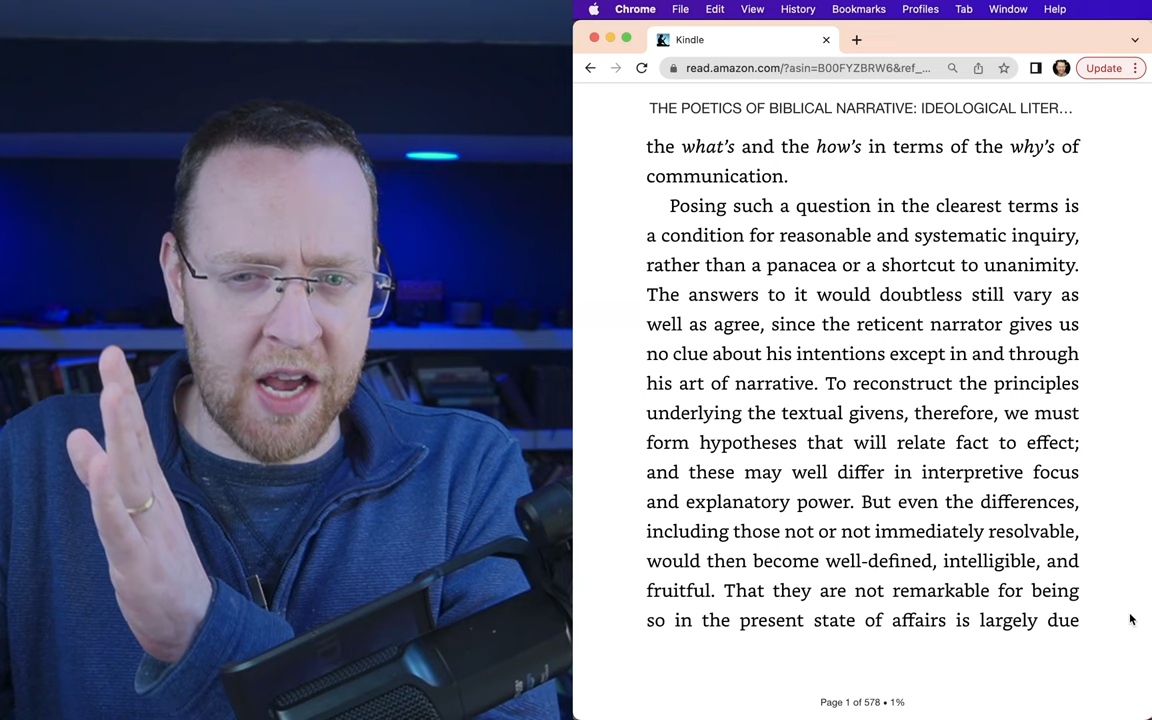 Chrome File Edit View History Bookmarks Profiles Tab Window Help
Kindle
read.amazon.com/?asin=B00FYZBRW6&ref_...
Update
THE POETICS OF BIBLICAL NARRATIVE: IDEOLOGICAL LITER...
the what's and the how's in terms of the why's of
communication.
Posing such a question in the clearest terms is
a condition for reasonable and systematic inquiry,
rather than a panacea or a shortcut to unanimity.
The answers to it would doubtless still vary as
well as agree, since the reticent narrator gives us
no clue about his intentions except in and through
his art of narrative. To reconstruct the principles
underlying the textual givens, therefore, we must
form hypotheses that will relate fact to effect;
and these may well differ in interpretive focus
and explanatory power. But even the differences,
including those not or not immediately resolvable,
would then become well-defined, intelligible, and
fruitful. That they are not remarkable for being
so in the present state of affairs is largely due
Page 1 of 578 • 1%